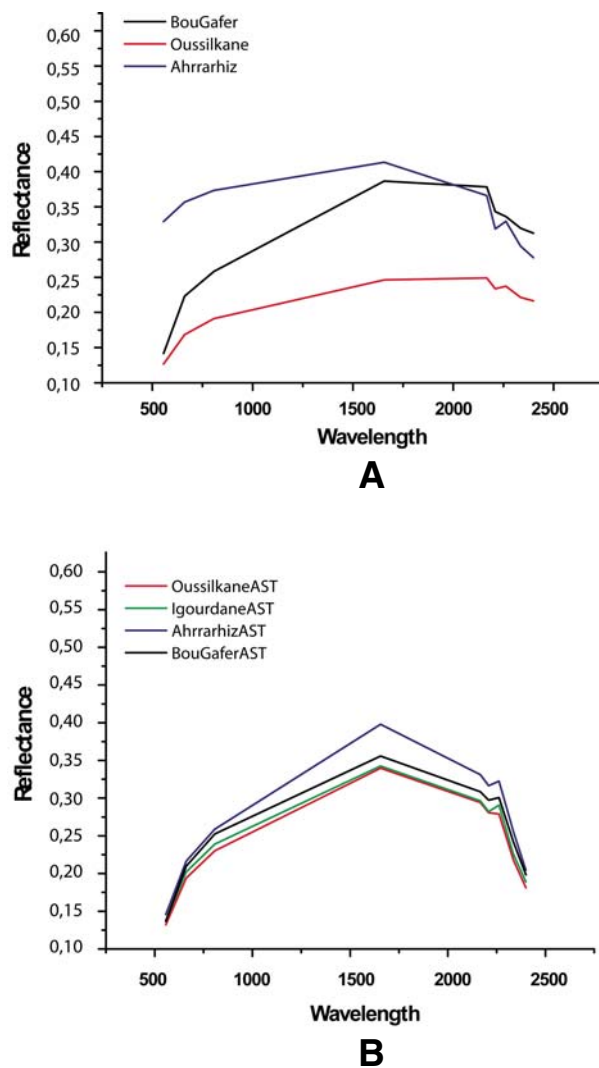 BouGafer
Oussilkane
Ahrrarhiz
0,60
0,55
0,50
0,45
0,40
0,35
0,30
0,25
0,20
0,15
0,10
Reflectance
500 1000 1500 2000 2500
Wavelength
A
OussilkaneAST
IgourdaneAST
AhrrarhizAST
BouGaferAST
0,60
0,55
0,50
0,45
0,40
0,35
0,30
0,25
0,20
0,15
0,10
Reflectance
500 1000 1500 2000 2500
Wavelength
B